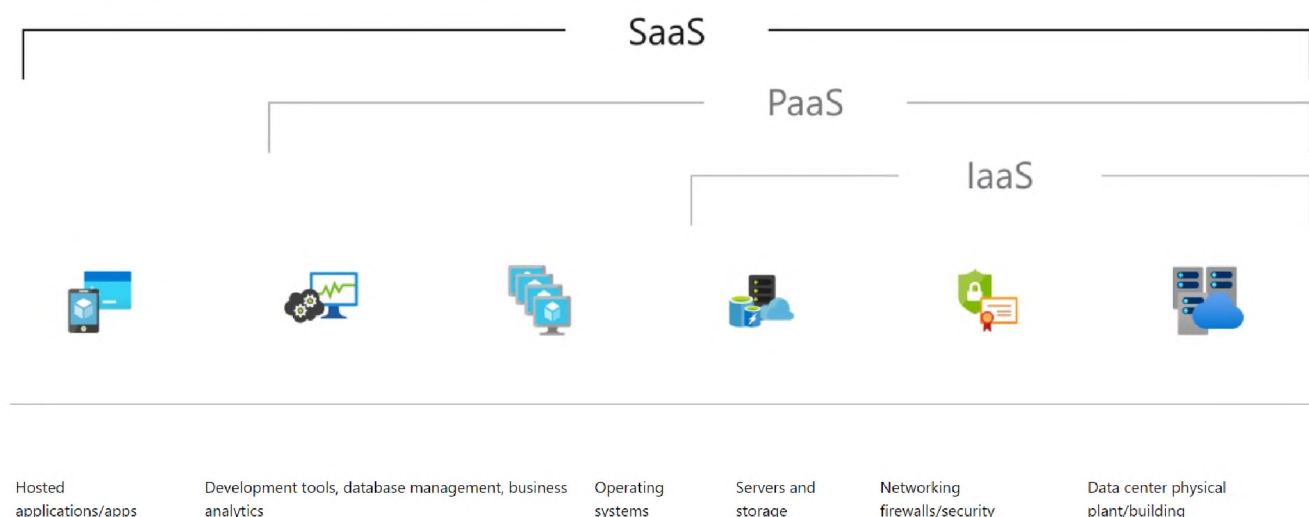 SaaS
PaaS
IaaS
Hosted
applications/apps
Development tools, database management, business
analytics
Operating
systems
Servers and
storage
Networking
firewalls/security
Data center physical
plant/building